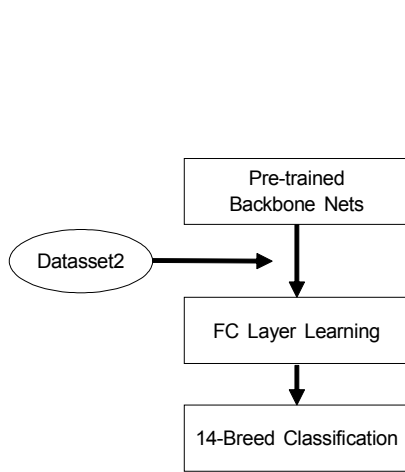 Pre-trained
Backbone Nets
Datasset2
FC Layer Learning
14-Breed Classification